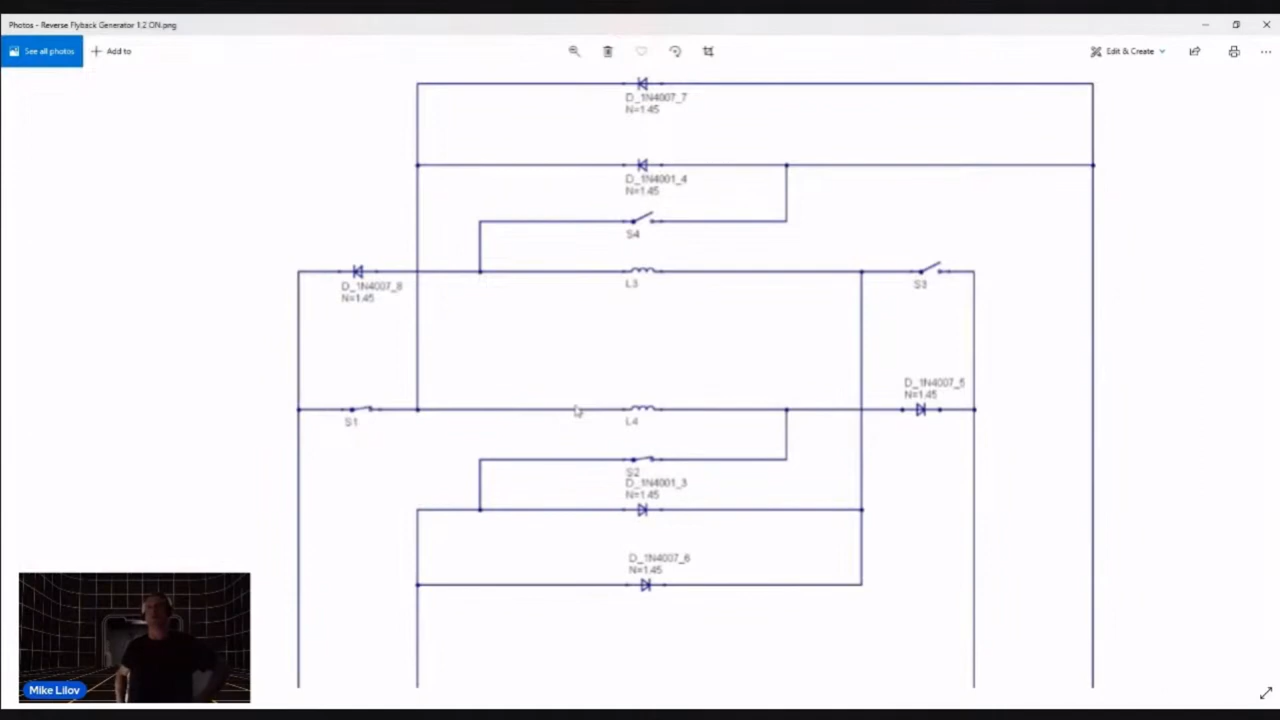 Photos - Reverse Flyback Generator 1.2 ON.png
See all photos
Add to
Edit & Create
D_1N4007_7
N=1.45
D_1N4001_4
N=1.45
S4
D_1N4007_8
N=1.45
L3
S3
D_1N4007_5
N=1.45
S1
L4
S2
D_1N4001_3
N=1.45
D_1N4007_6
N=1.45
Mike Lilov